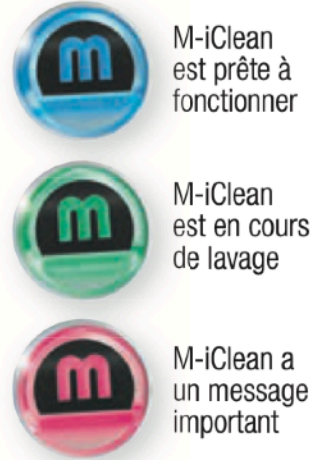 m
M-iClean
est prête à
fonctionner
m
M-iClean
est en cours
de lavage
m
M-iClean a
un message
important